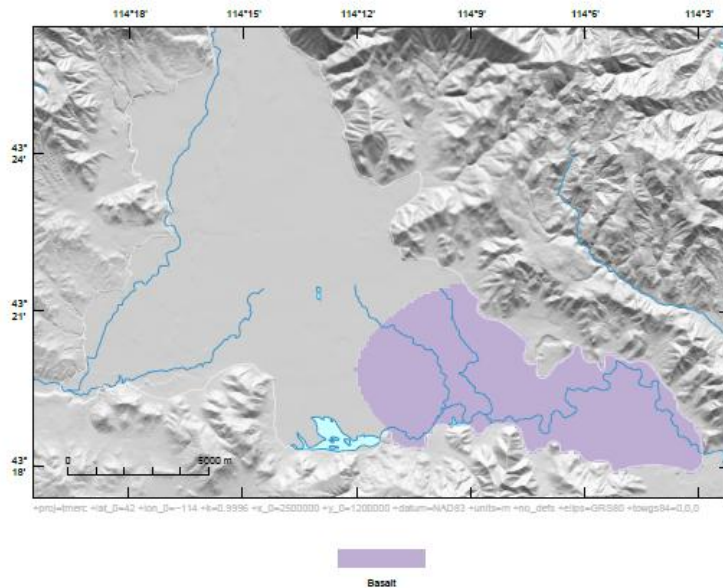 114° 18' 114° 15' 114° 12' 114° 9' 114° 6' 114° 3'
43°
24'
43°
21'
43°
18'
0 5000 m
+proj=tmerc +lat_0=42 +lon_0=-114 +k=0.9996 +x_0=2500000 +y_0=1200000 +datum=NAD83 +units=m +no_defs +ellps=GRS80 +towgs84=0,0,0
Basalt